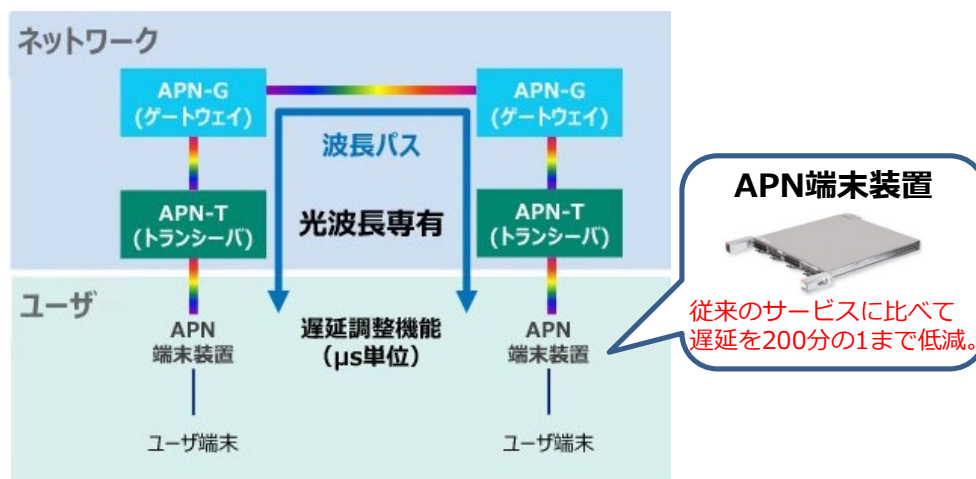 ネットワーク
APN-G
(ゲートウェイ)
APN-G
(ゲートウェイ)
波長パス
APN-T
(トランシーバ)
光波長専有
APN-T
(トランシーバ)
ユーザ
APN
端末装置
遅延調整機能
(μs単位)
APN
端末装置
ユーザ端末
ユーザ端末
APN端末装置
従来のサービスに比べて
遅延を200分の1まで低減。